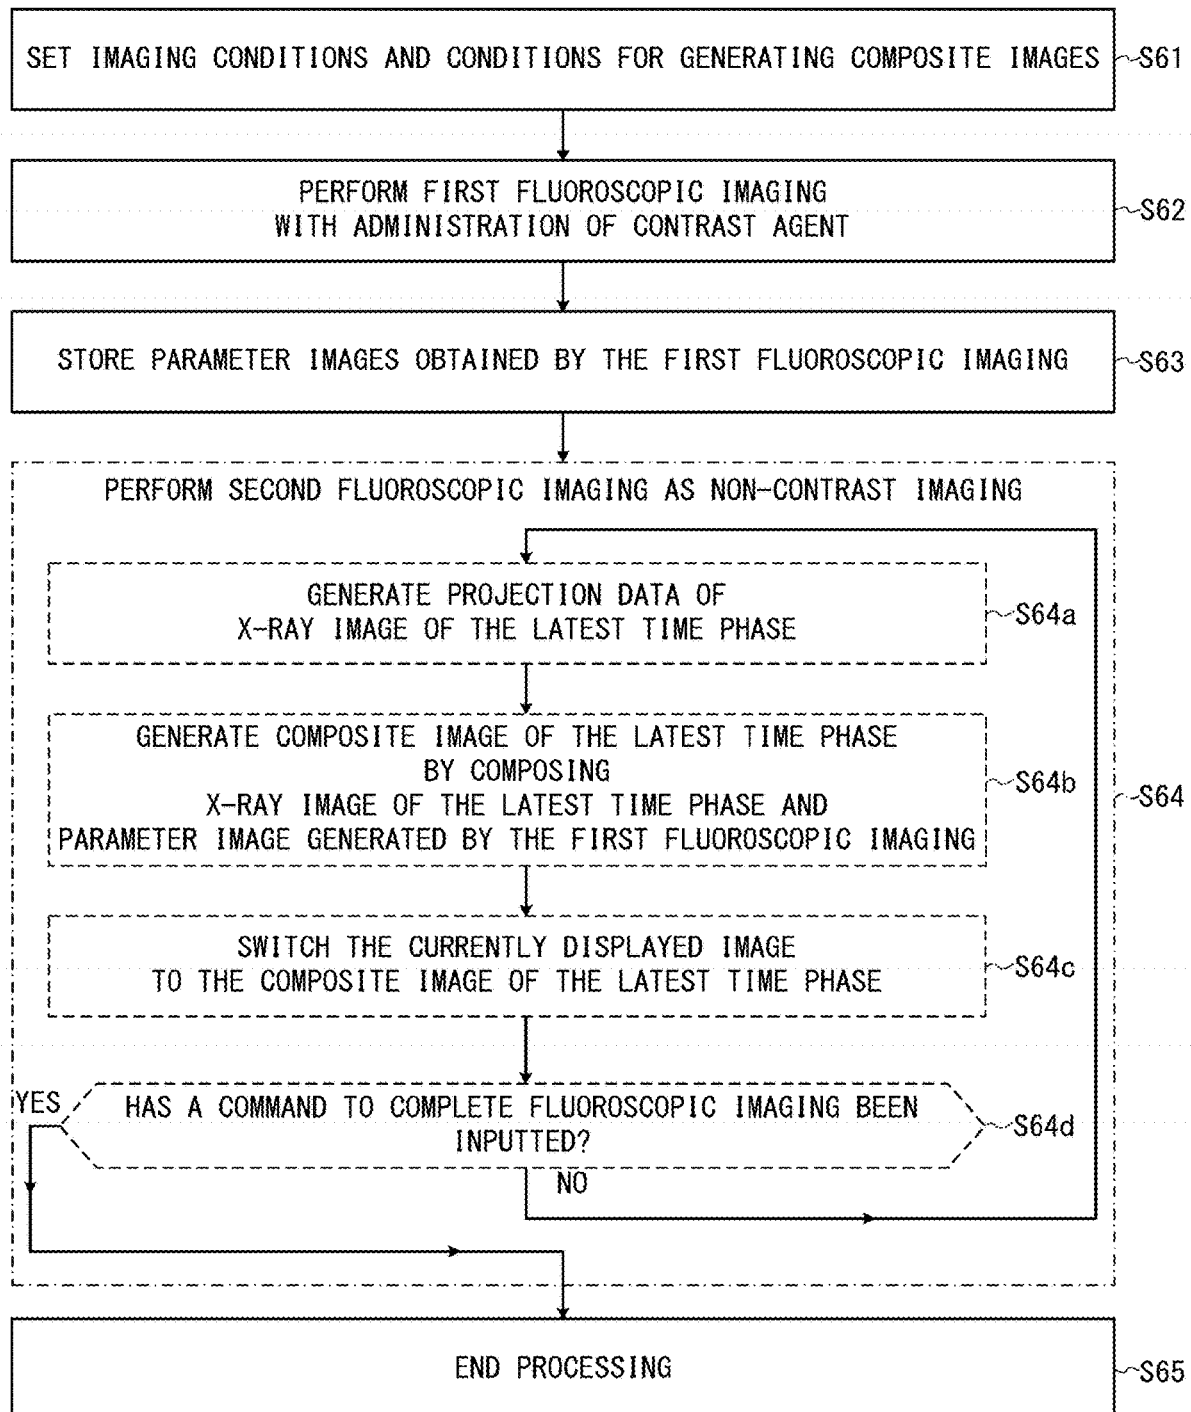 SET IMAGING CONDITIONS AND CONDITIONS FOR GENERATING COMPOSITE IMAGES
S61
PERFORM FIRST FLUOROSCOPIC IMAGING
WITH ADMINISTRATION OF CONTRAST AGENT
S62
STORE PARAMETER IMAGES OBTAINED BY THE FIRST FLUOROSCOPIC IMAGING
S63
PERFORM SECOND FLUOROSCOPIC IMAGING AS NON-CONTRAST IMAGING
GENERATE PROJECTION DATA OF
X-RAY IMAGE OF THE LATEST TIME PHASE
S64a
GENERATE COMPOSITE IMAGE OF THE LATEST TIME PHASE
BY COMPOSING
X-RAY IMAGE OF THE LATEST TIME PHASE AND
PARAMETER IMAGE GENERATED BY THE FIRST FLUOROSCOPIC IMAGING
S64b
S64
SWITCH THE CURRENTLY DISPLAYED IMAGE
TO THE COMPOSITE IMAGE OF THE LATEST TIME PHASE
S64c
YES
HAS A COMMAND TO COMPLETE FLUOROSCOPIC IMAGING BEEN
INPUTTED?
S64d
NO
END PROCESSING
S65